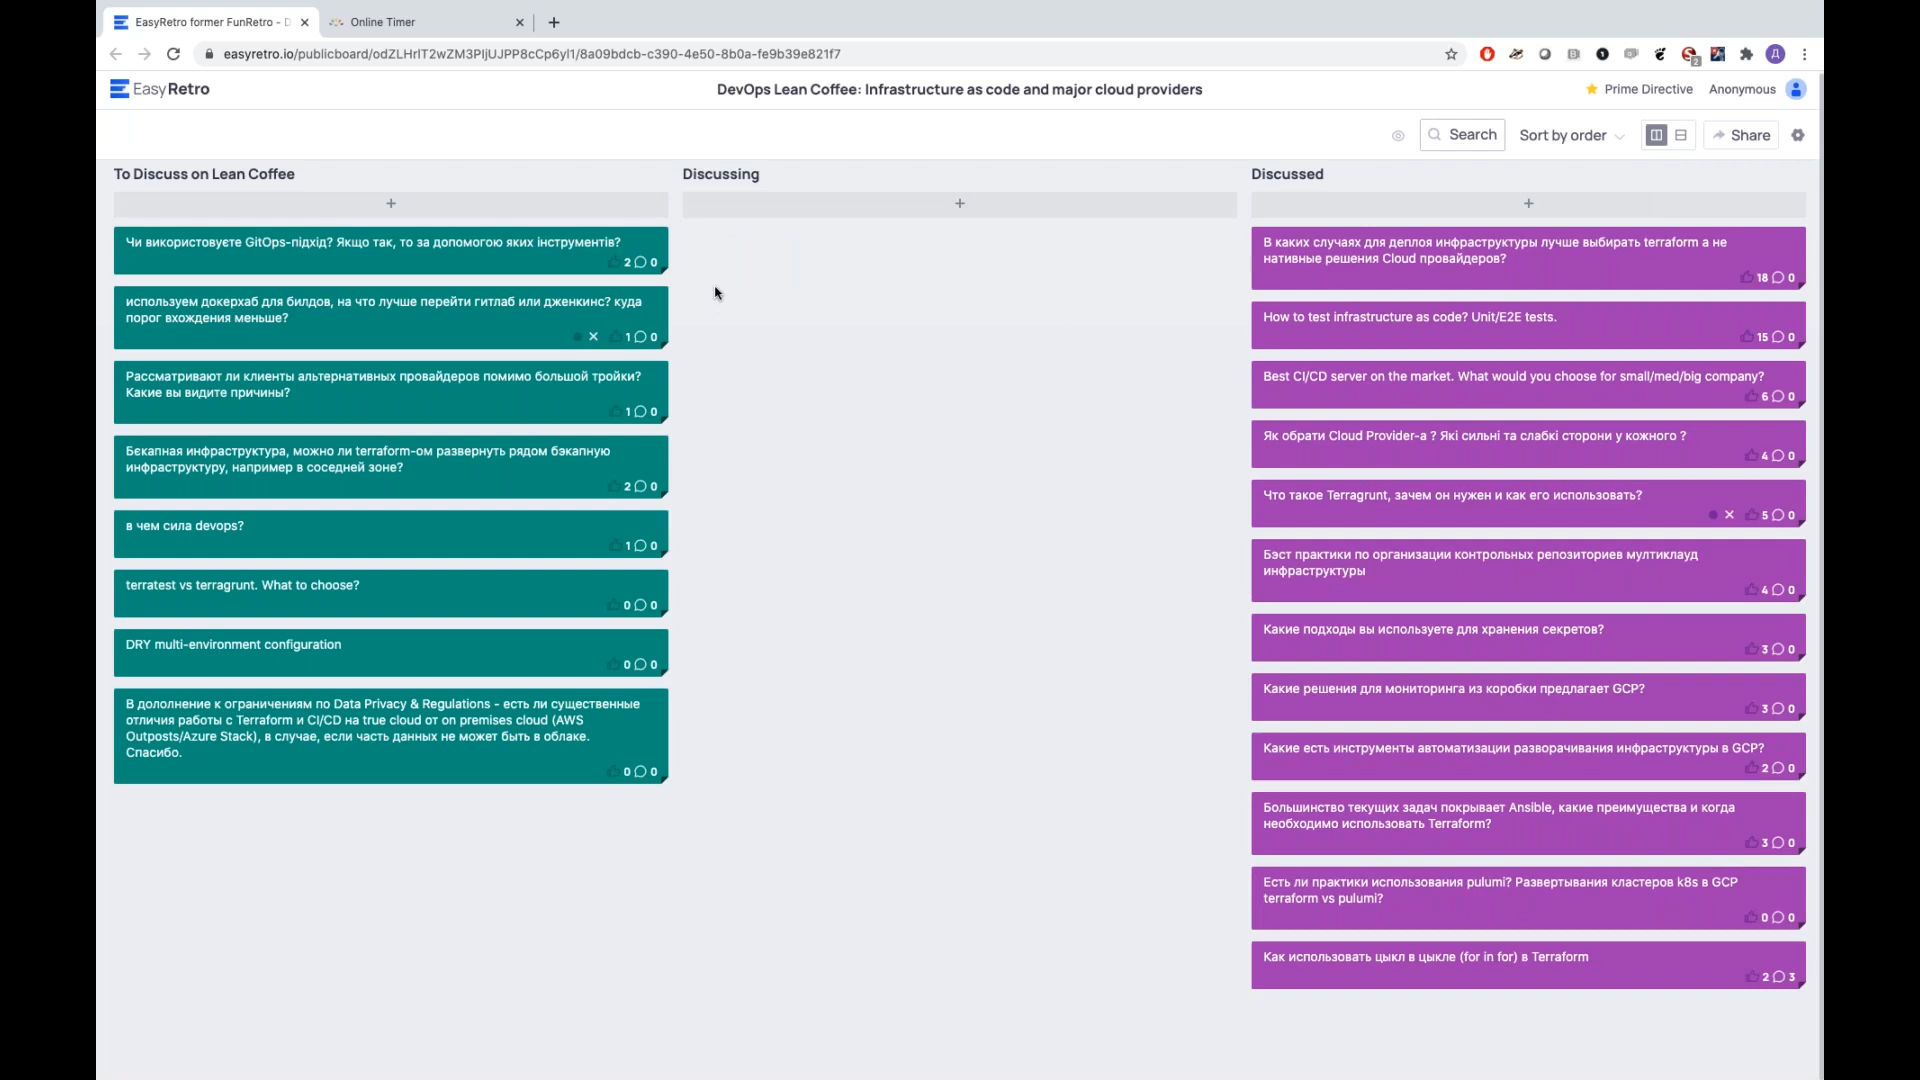 EasyRetro former FunRetro - D
Online Timer
easyretro.io/publicboard/odZLHrlT2wZM3PljUJPP8cCp6yl1/8a09bdcb-c390-4e50-8b0a-fe9b39e821f7
2
Д
EasyRetro
DevOps Lean Coffee: Infrastructure as code and major cloud providers
Prime Directive
Anonymous
Search
Sort by order
Share
To Discuss on Lean Coffee
+
Чи використовуєте GitOps-підхід? Якщо так, то за допомогою яких інструментів?
2 0
используем докерхаб для билдов, на что лучше перейти гитлаб или дженкинс? куда
порог вхождения меньше?
1 0
Рассматривают ли клиенты альтернативных провайдеров помимо большой тройки?
Какие вы видите причины?
1 0
Бєкапная инфраструктура, можно ли terraform-ом развернуть рядом бэкапную
инфраструктуру, например в соседней зоне?
2 0
в чем сила devops?
1 0
terratest vs terragrunt. What to choose?
0 0
DRY multi-environment configuration
0 0
В дололнение к ограничениям по Data Privacy & Regulations - есть ли существенные
отличия работы с Terraform и CI/CD на true cloud от on premises cloud (AWS
Outposts/Azure Stack), в случае, если часть данных не может быть в облаке.
Спасибо.
0 0
Discussing
+
Discussed
+
В каких случаях для деплоя инфраструктуры лучше выбирать terraform а не
нативные решения Cloud провайдеров?
18 0
How to test infrastructure as code? Unit/E2E tests.
15 0
Best CI/CD server on the market. What would you choose for small/med/big company?
6 0
Як обрати Cloud Provider-а ? Які сильні та слабкі сторони у кожного ?
4 0
Что такое Terragrunt, зачем он нужен и как его использовать?
5 0
Бэст практики по организации контрольных репозиториев мултиклауд
инфраструктуры
4 0
Какие подходы вы используете для хранения секретов?
3 0
Какие решения для мониторинга из коробки предлагает GCP?
3 0
Какие есть инструменты автоматизации разворачивания инфраструктуры в GCP?
2 0
Большинство текущих задач покрывает Ansible, какие преимущества и когда
необходимо использовать Terraform?
3 0
Есть ли практики использования pulumi? Развертывания кластеров k8s в GCP
terraform vs pulumi?
0 0
Как использовать цыкл в цыкле (for in for) в Terraform
2 3